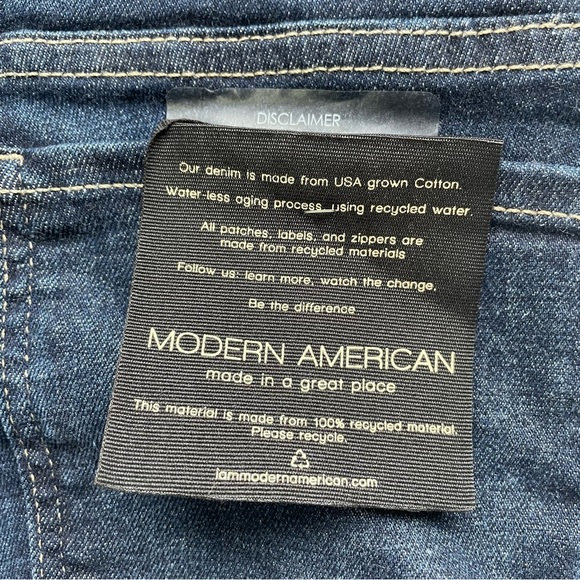 DISCLAIMER
Our denim is made from USA grown Cotton.
Water-less aging process, using recycled water.
All patches, labels, and zippers are
made from recycled materials
Follow us: learn more, watch the change,
Be the difference
MODERN AMERICAN
made in a great place
This material is made from 100% recycled material.
Please recycle.
iammodernamerican.com